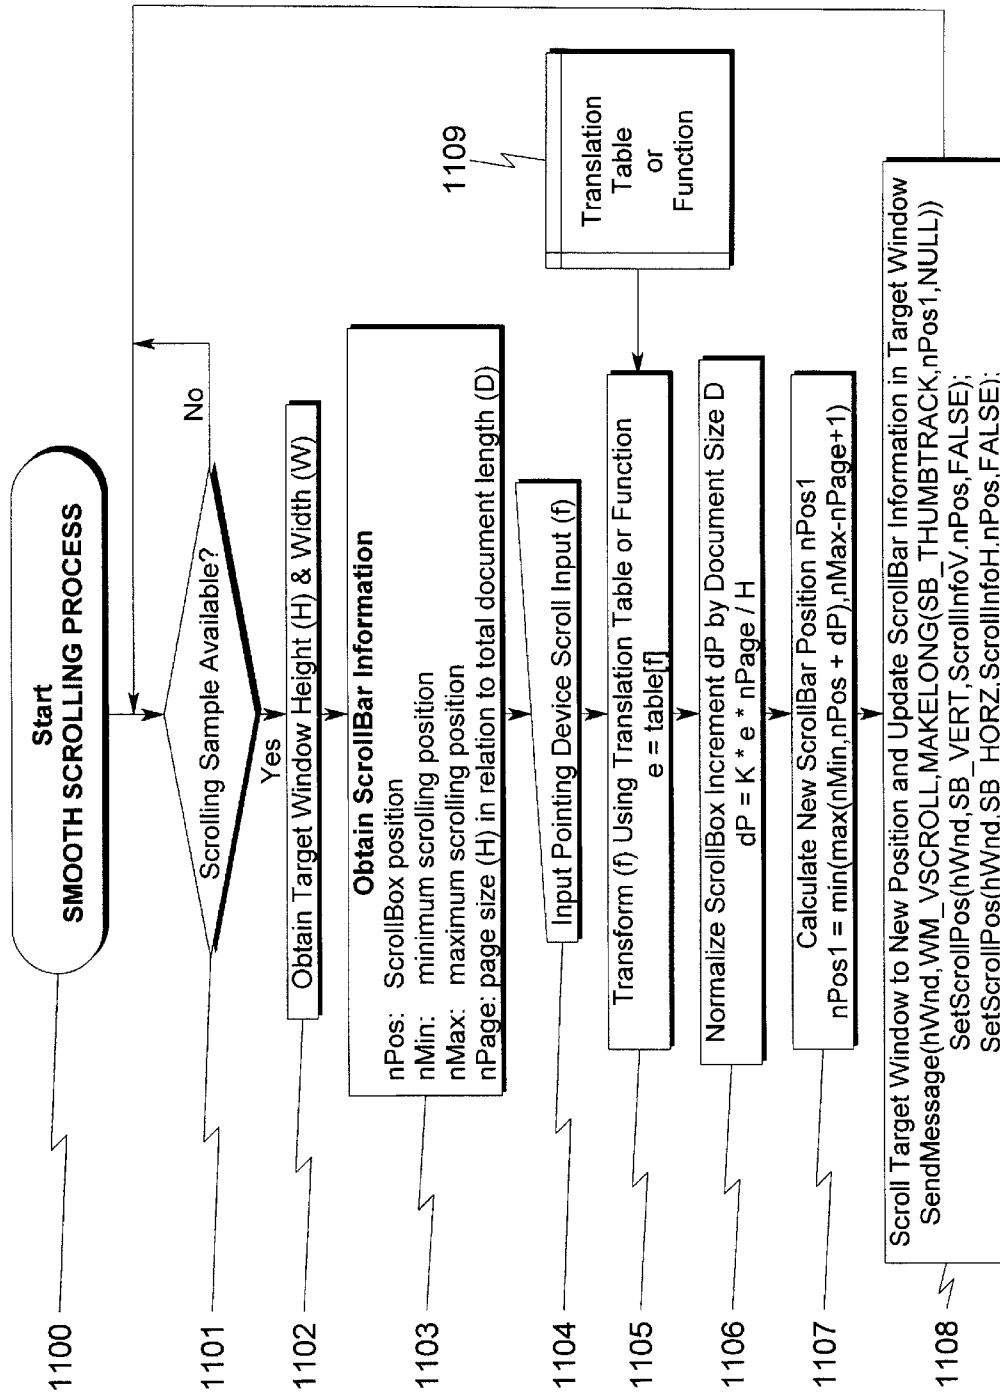 Start
SMOOTH SCROLLING PROCESS
1100
Scrolling Sample Available?
No
Yes
1101
Obtain Target Window Height (H) & Width (W)
1102
Obtain ScrollBar Information
nPos: ScrollBox position
nMin: minimum scrolling position
nMax: maximum scrolling position
nPage: page size (H) in relation to total document length (D)
1103
Input Pointing Device Scroll Input (f)
1104
Transform (f) Using Translation Table or Function
e = table[f]
1105
1109
Translation
Table
or
Function
Normalize ScrollBox Increment dP by Document Size D
dP = K * e * nPage / H
1106
Calculate New ScrollBar Position nPos1
nPos1 = min(max(nMin,nPos + dP),nMax-nPage+1)
1107
Scroll Target Window to New Position and Update ScrollBar Information in Target Window
SendMessage(hWnd,WM_VSCROLL,MAKELONG(SB_THUMBTRACK,nPos1,NULL))
SetScrollPos(hWnd,SB_VERT,ScrollInfoV.nPos,FALSE);
SetScrollPos(hWnd,SB_HORZ,ScrollInfoH.nPos,FALSE);
1108